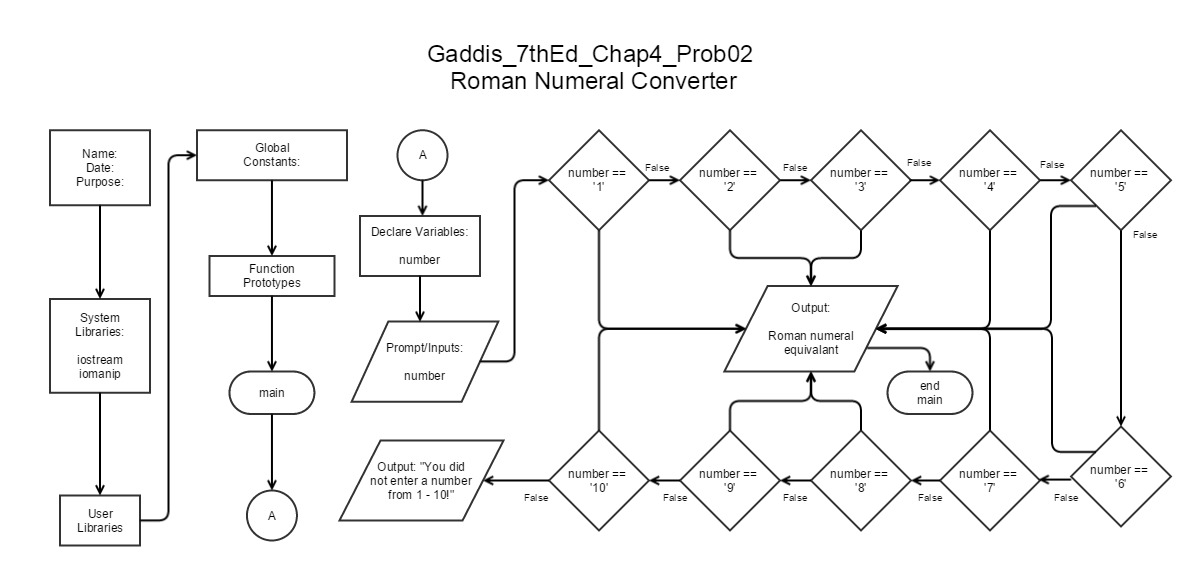 Gaddis_7thEd_Chap4_Prob02
Roman Numeral Converter
Name:
Date:
Purpose:
System
Libraries:
iostream
iomanip
User
Libraries
Global
Constants:
Function
Prototypes
main
A
A
Declare Variables:
number
Prompt/Inputs:
number
number ==
'1'
False
number ==
'2'
False
number ==
'3'
False
number ==
'4'
False
number ==
'5'
False
number ==
'6'
False
number ==
'7'
False
number ==
'8'
False
number ==
'9'
False
number ==
'10'
False
Output: "You did
not enter a number
from 1 - 10!"
Output:
Roman numeral
equivalant
end
main